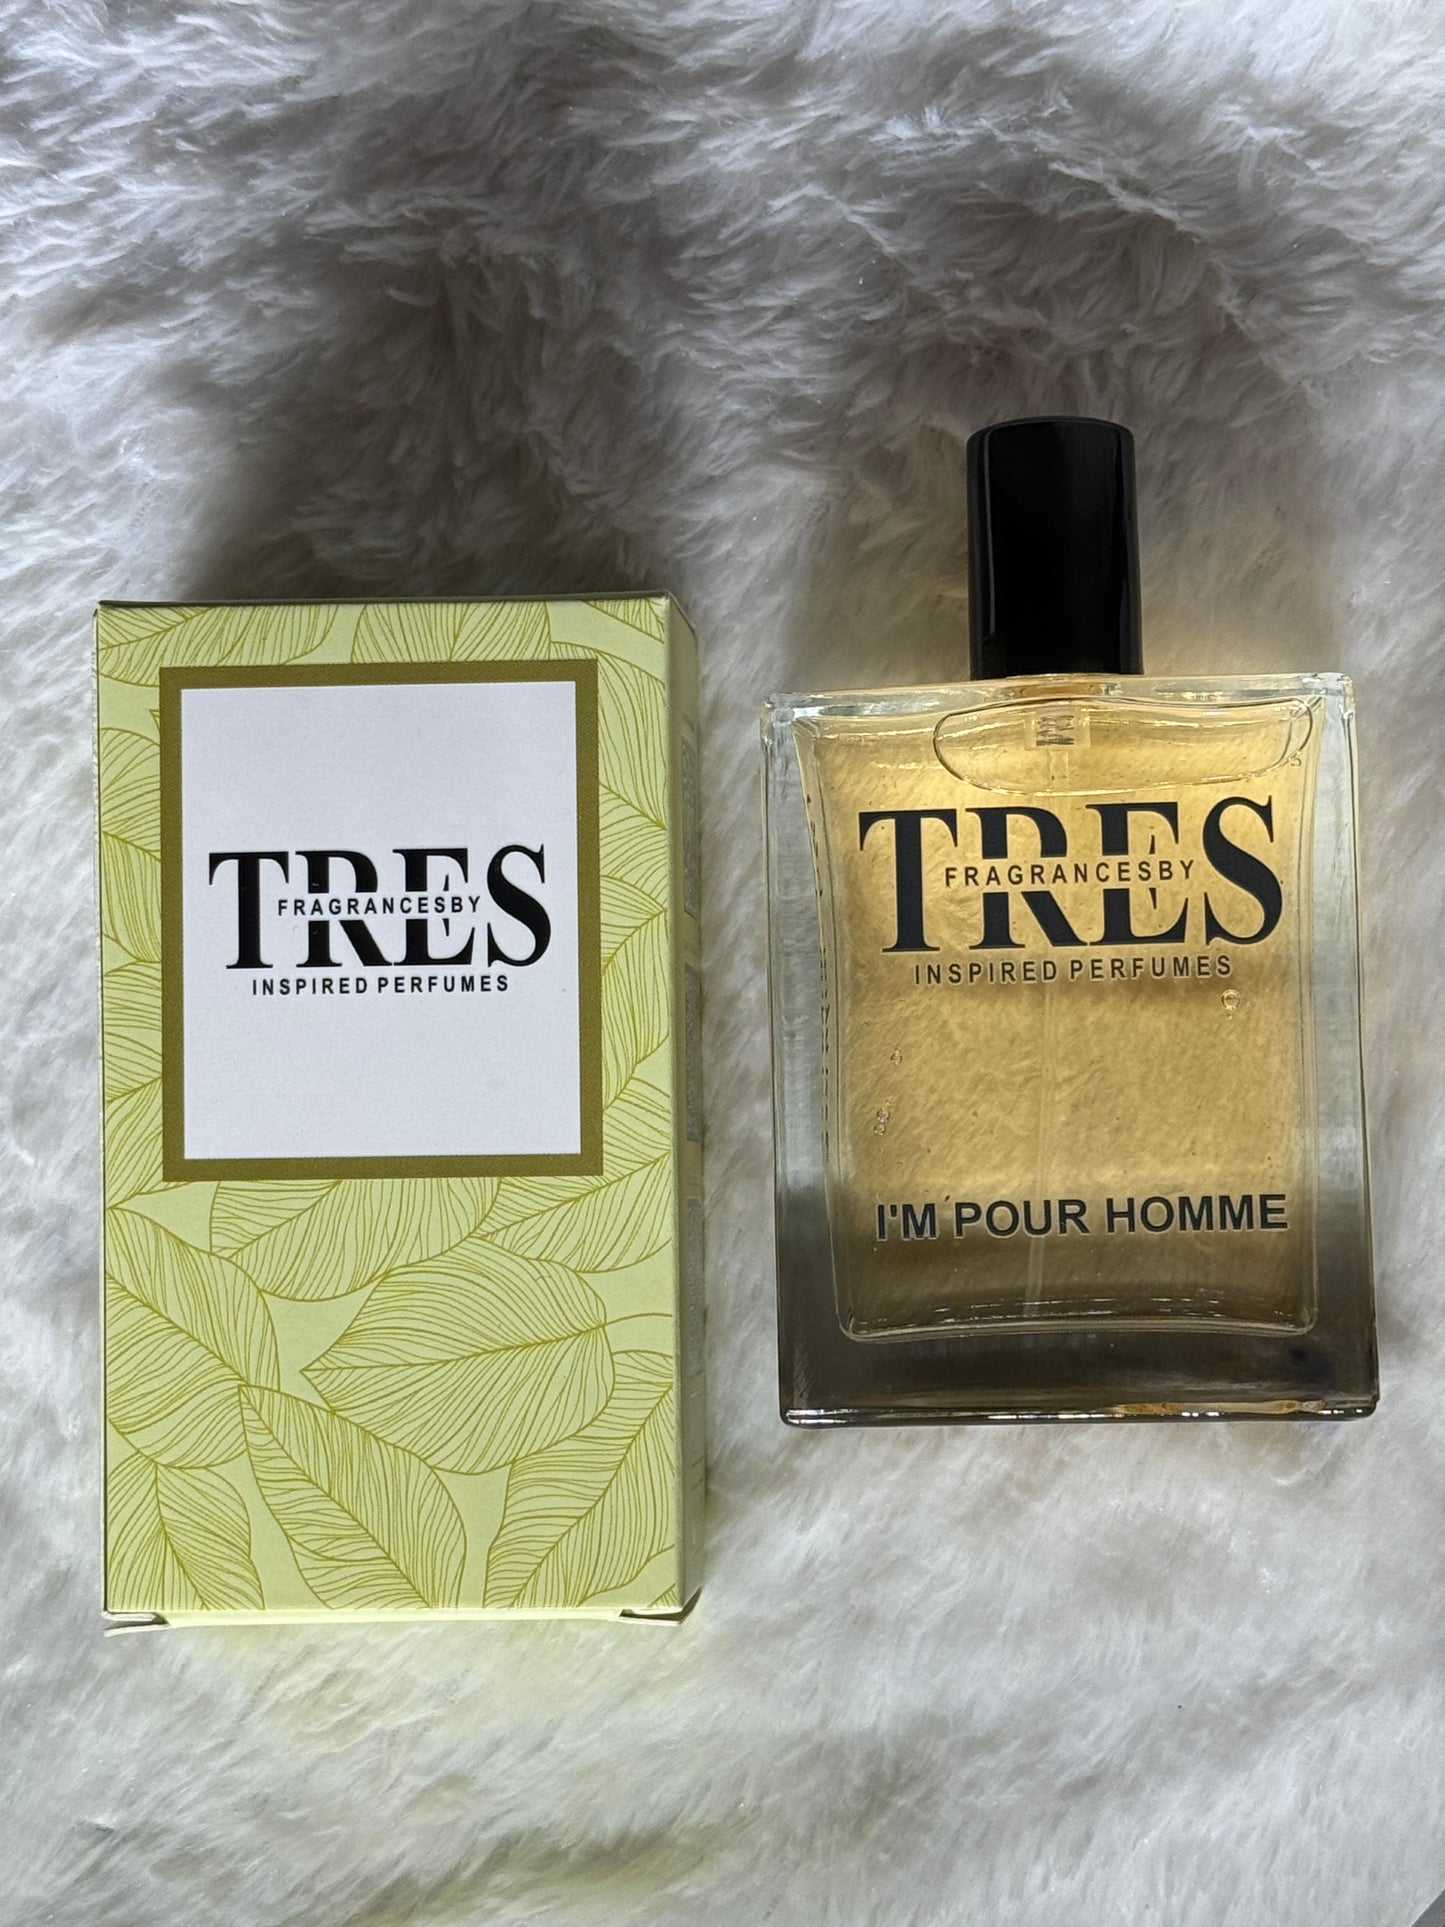 TRES
FRAGRANCESBY
INSPIRED PERFUMES
TRES
FRAGRANCESBY
INSPIRED PERFUMES
I'M POUR HOMME